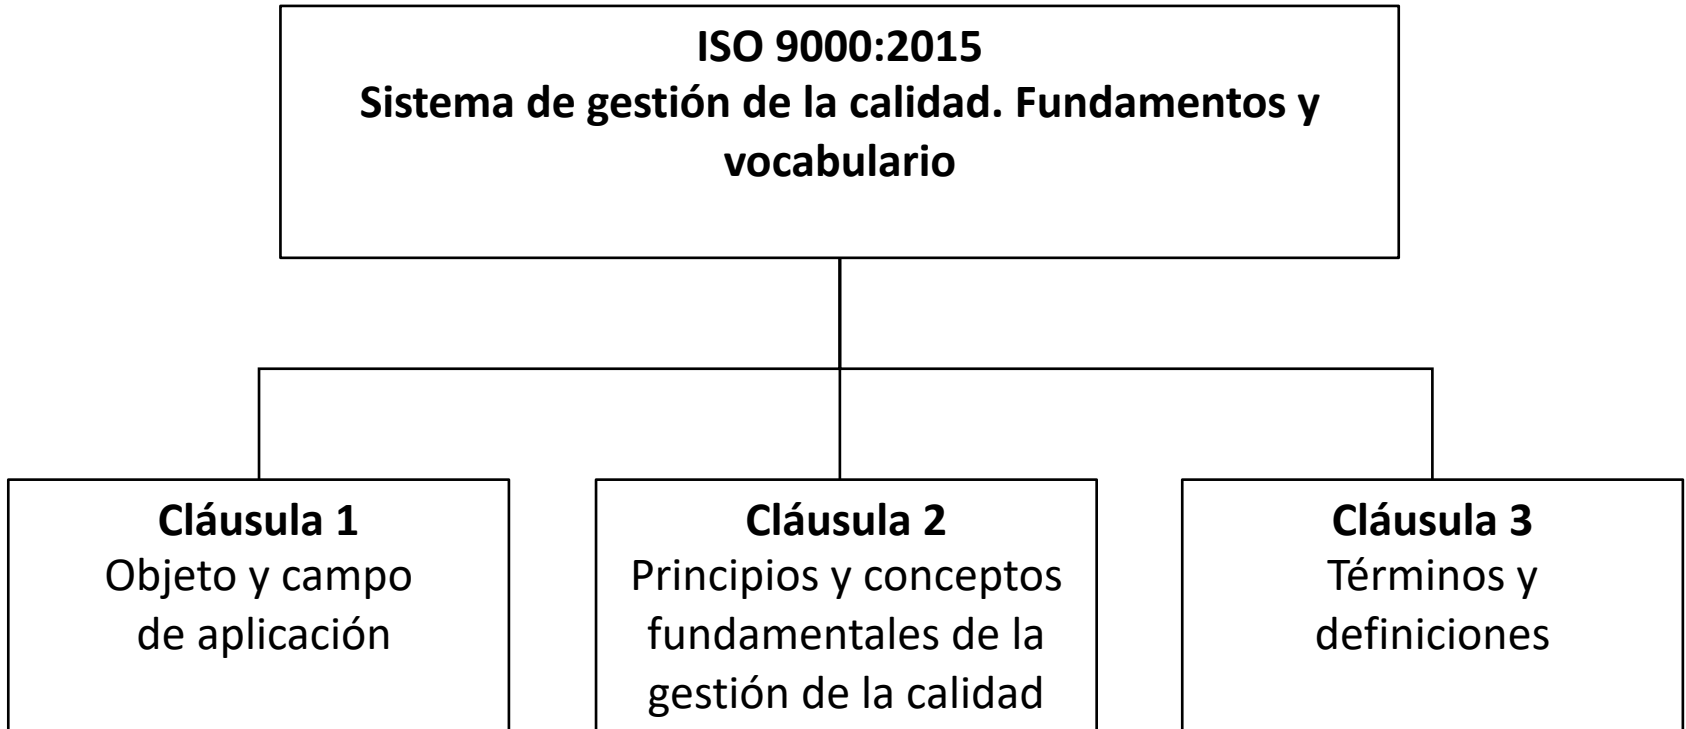 ISO 9000:2015
Sistema de gestión de la calidad. Fundamentos y
vocabulario
Cláusula 1
Objeto y campo
de aplicación
Cláusula 2
Principios y conceptos
fundamentales de la
gestión de la calidad
Cláusula 3
Términos y
definiciones